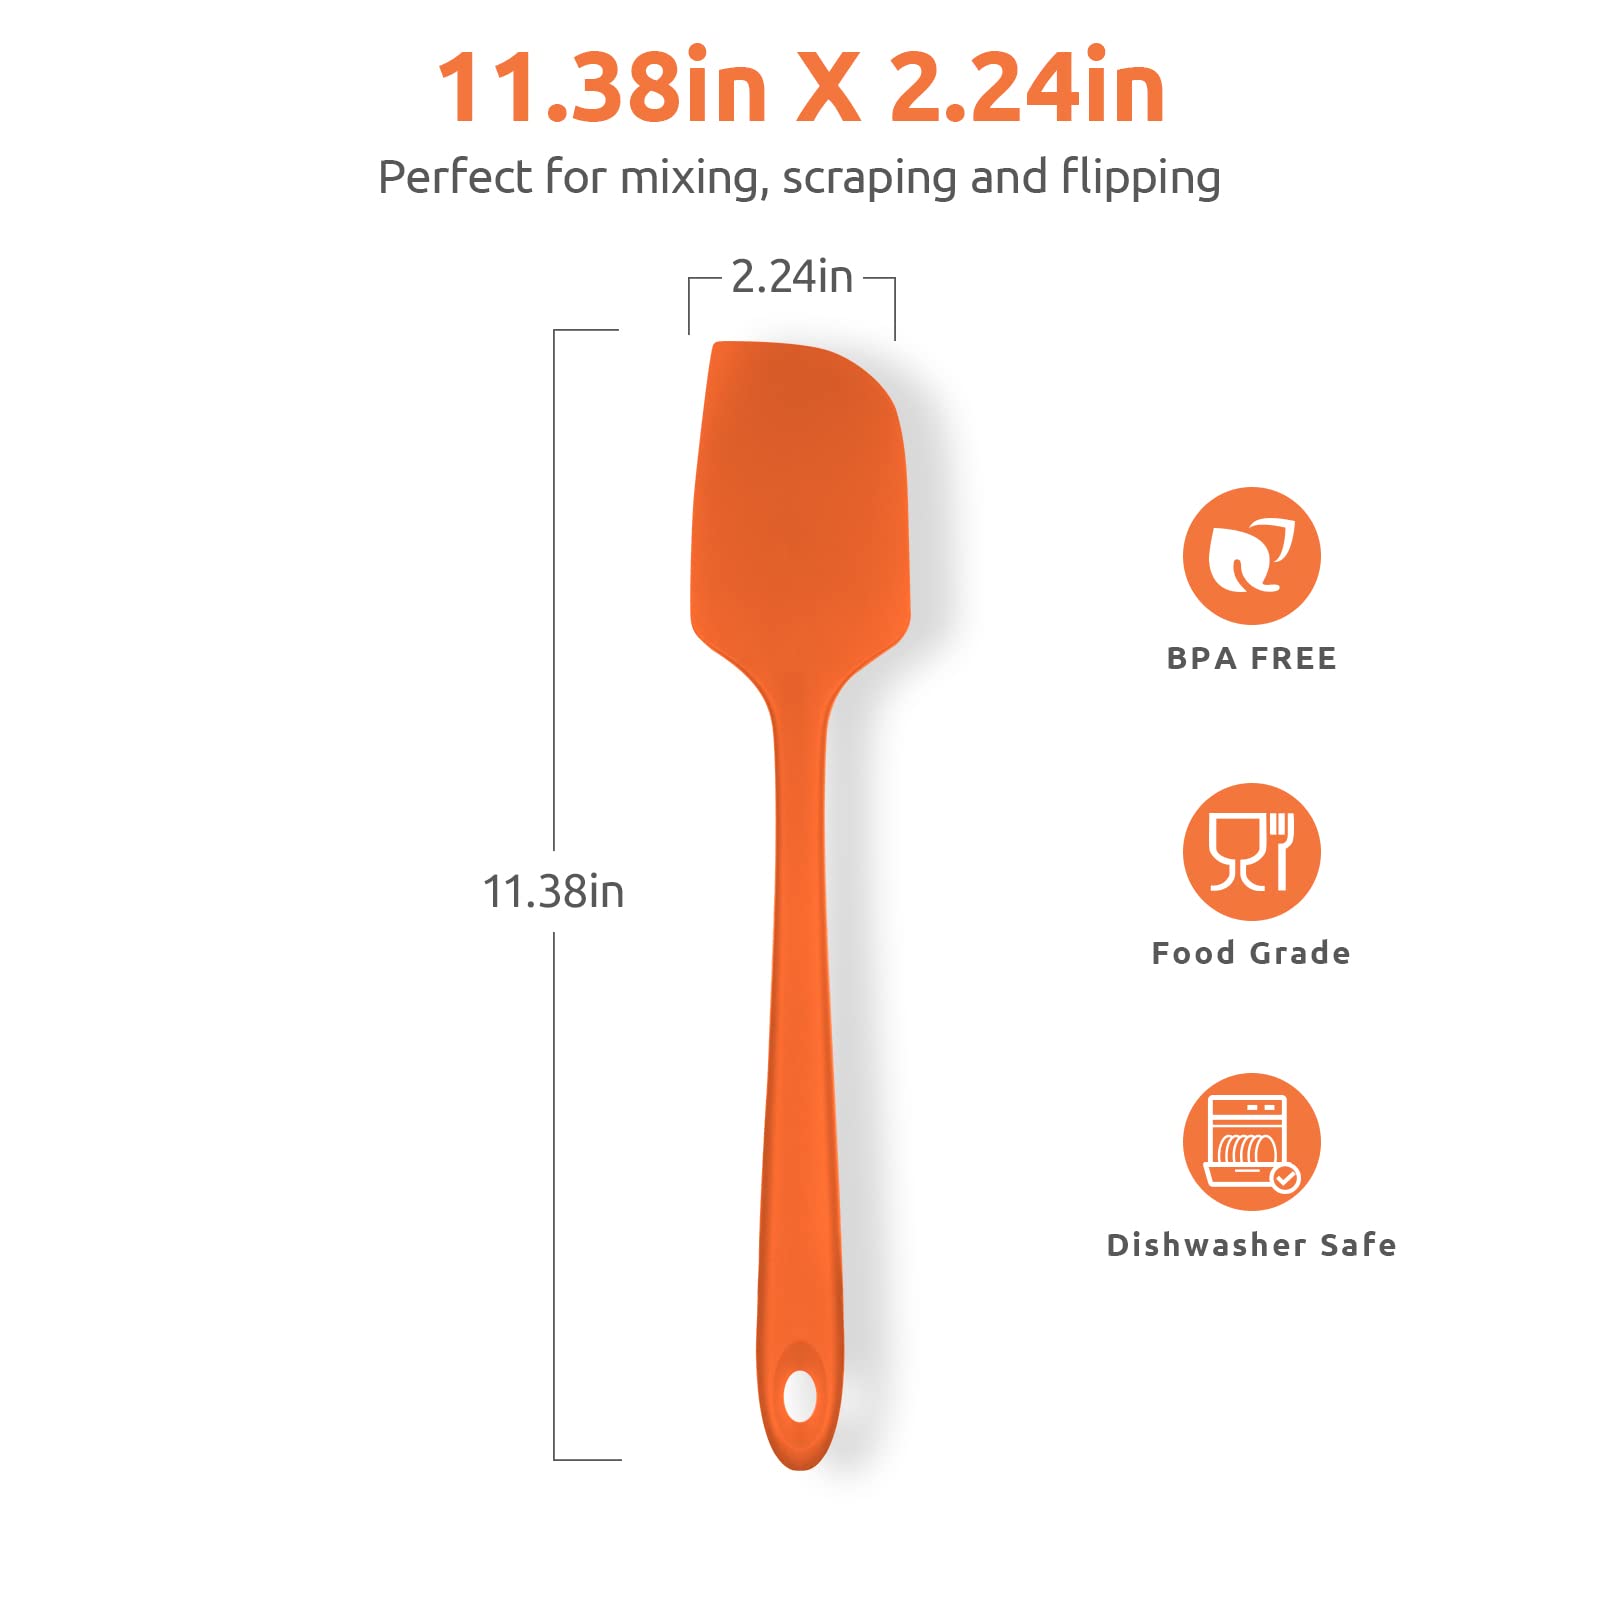 11.38in X 2.24in
Perfect for mixing, scraping and flipping
2.24in
11.38in
BPA FREE
Food Grade
Dishwasher Safe